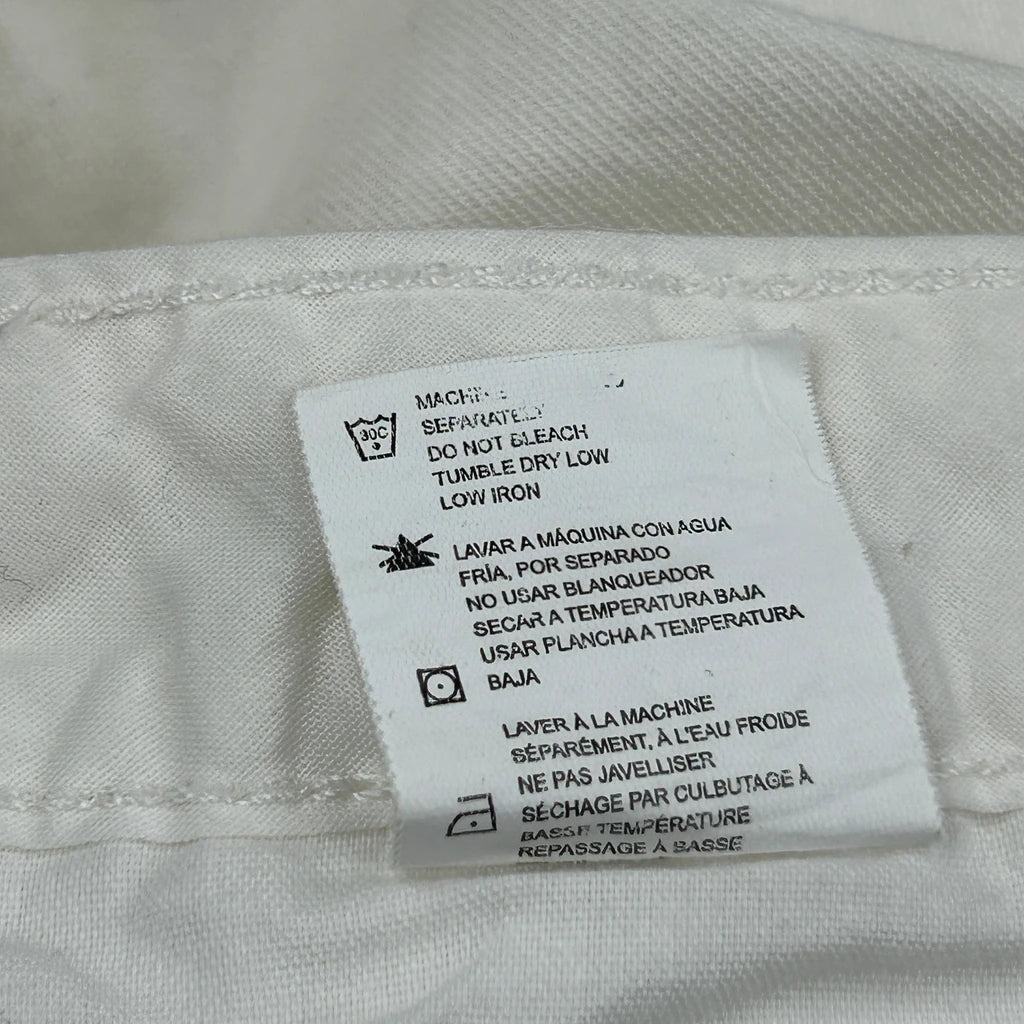 30C
SEPARATELY
DO NOT BLEACH
TUMBLE DRY LOW
LOW IRON
LAVAR A MÁQUINA CON AGUA
FRÍA, POR SEPARADO
NO USAR BLANQUEADOR
SECAR A TEMPERATURA BAJA
USAR PLANCHA A TEMPERATURA
BAJA
LAVER À LA MACHINE
SÉPARÉMENT, À L'EAU FROIDE
NE PAS JAVELLISER
SÉCHAGE PAR CULBUTAGE À
BASSE TEMPÉRATURE
REPASSAGE À BASSE